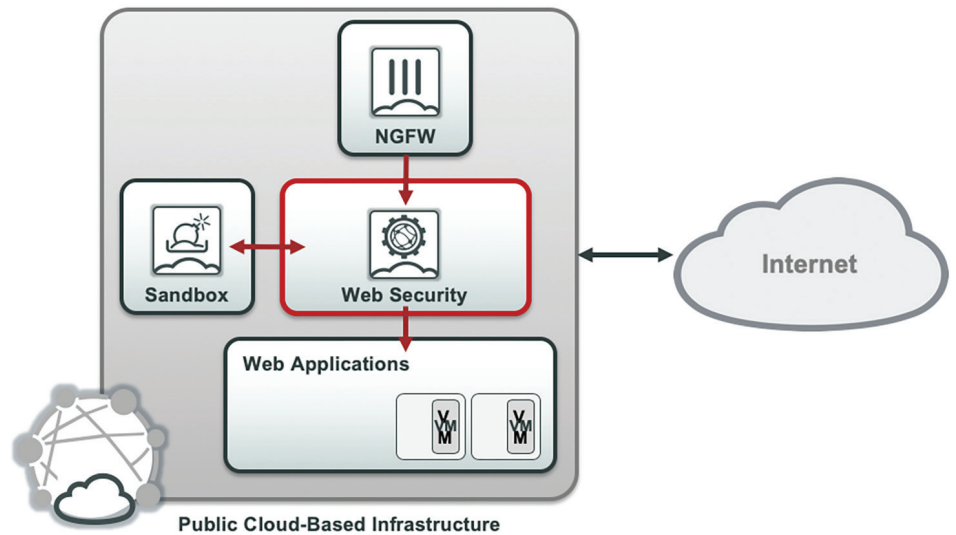 NGFW
Sandbox
Web Security
Internet
Web Applications
V
VM
M
V
VM
M
Public Cloud-Based Infrastructure